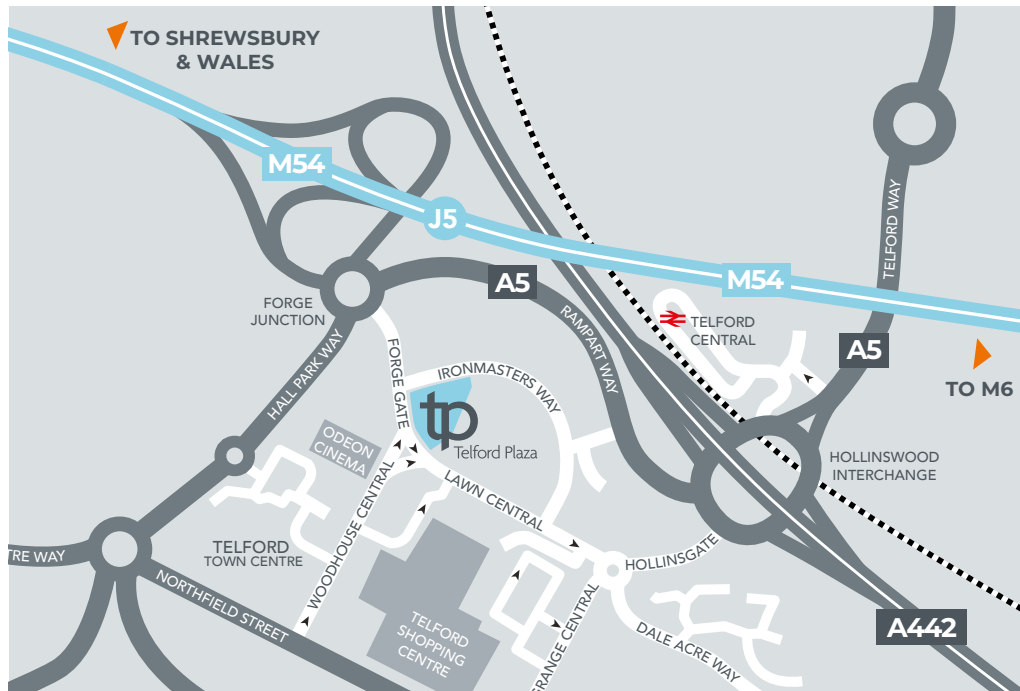 TO SHREWSBURY
& WALES
M54
J5
A5
M54
TELFORD WAY
FORGE
JUNCTION
RAMPART WAY
TELFORD
CENTRAL
A5
TO M6
HALL PARK WAY
FORGE GATE
IRONMASTERS WAY
tp
Telford Plaza
ODEON
CINEMA
HOLLINSWOOD
INTERCHANGE
LAWN CENTRAL
WOODHOUSE CENTRAL
TELFORD
TOWN CENTRE
TRE WAY
NORTHFIELD STREET
HOLLINSGATE
TELFORD
SHOPPING
CENTRE
GRANGE CENTRAL
DALE ACRE WAY
A442